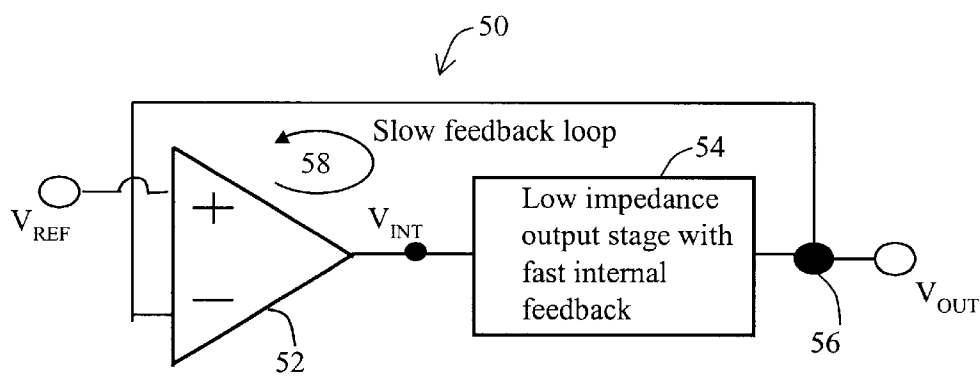 50
Slow feedback loop
58
54
V_REF
+
−
V_INT
Low impedance
output stage with
fast internal
feedback
V_OUT
52
56